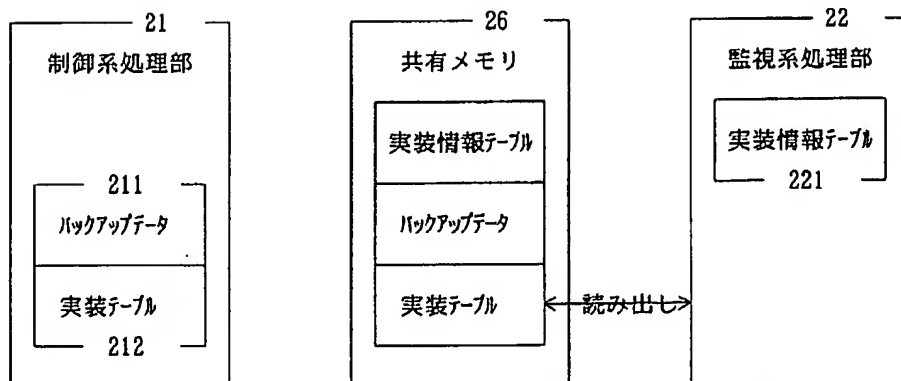 21
制御系処理部
211
バックアップデータ
実装テーブル
212
26
共有メモリ
実装情報テーブル
バックアップデータ
実装テーブル
読み出し
22
監視系処理部
実装情報テーブル
221